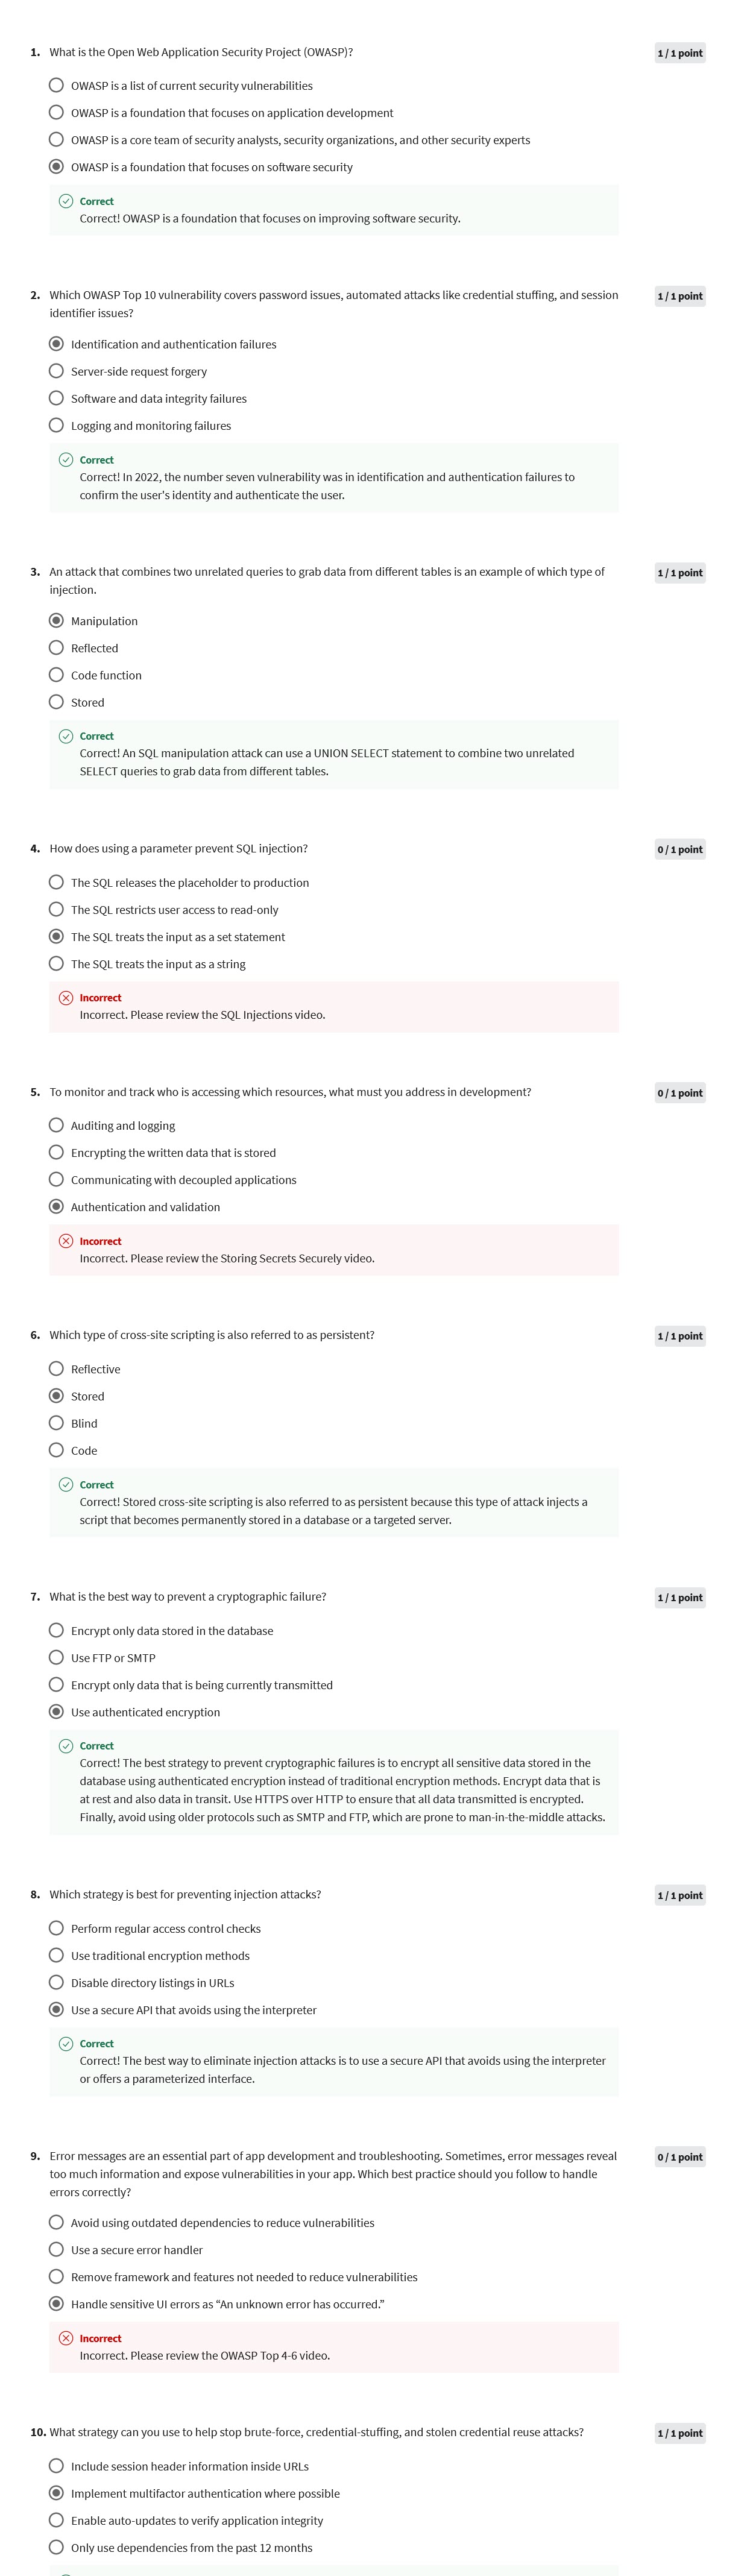 1. What is the Open Web Application Security Project (OWASP)?
1 / 1 point
OWASP is a list of current security vulnerabilities
OWASP is a foundation that focuses on application development
OWASP is a core team of security analysts, security organizations, and other security experts
OWASP is a foundation that focuses on software security
Correct
Correct! OWASP is a foundation that focuses on improving software security.
2. Which OWASP Top 10 vulnerability covers password issues, automated attacks like credential stuffing, and session
identifier issues?
1 / 1 point
Identification and authentication failures
Server-side request forgery
Software and data integrity failures
Logging and monitoring failures
Correct
Correct! In 2022, the number seven vulnerability was in identification and authentication failures to
confirm the user's identity and authenticate the user.
3. An attack that combines two unrelated queries to grab data from different tables is an example of which type of
injection.
1 / 1 point
Manipulation
Reflected
Code function
Stored
Correct
Correct! An SQL manipulation attack can use a UNION SELECT statement to combine two unrelated
SELECT queries to grab data from different tables.
4. How does using a parameter prevent SQL injection?
0 / 1 point
The SQL releases the placeholder to production
The SQL restricts user access to read-only
The SQL treats the input as a set statement
The SQL treats the input as a string
Incorrect
Incorrect. Please review the SQL Injections video.
5. To monitor and track who is accessing which resources, what must you address in development?
0 / 1 point
Auditing and logging
Encrypting the written data that is stored
Communicating with decoupled applications
Authentication and validation
Incorrect
Incorrect. Please review the Storing Secrets Securely video.
6. Which type of cross-site scripting is also referred to as persistent?
1 / 1 point
Reflective
Stored
Blind
Code
Correct
Correct! Stored cross-site scripting is also referred to as persistent because this type of attack injects a
script that becomes permanently stored in a database or a targeted server.
7. What is the best way to prevent a cryptographic failure?
1 / 1 point
Encrypt only data stored in the database
Use FTP or SMTP
Encrypt only data that is being currently transmitted
Use authenticated encryption
Correct
Correct! The best strategy to prevent cryptographic failures is to encrypt all sensitive data stored in the
database using authenticated encryption instead of traditional encryption methods. Encrypt data that is
at rest and also data in transit. Use HTTPS over HTTP to ensure that all data transmitted is encrypted.
Finally, avoid using older protocols such as SMTP and FTP, which are prone to man-in-the-middle attacks.
8. Which strategy is best for preventing injection attacks?
1 / 1 point
Perform regular access control checks
Use traditional encryption methods
Disable directory listings in URLs
Use a secure API that avoids using the interpreter
Correct
Correct! The best way to eliminate injection attacks is to use a secure API that avoids using the interpreter
or offers a parameterized interface.
9. Error messages are an essential part of app development and troubleshooting. Sometimes, error messages reveal
too much information and expose vulnerabilities in your app. Which best practice should you follow to handle
errors correctly?
0 / 1 point
Avoid using outdated dependencies to reduce vulnerabilities
Use a secure error handler
Remove framework and features not needed to reduce vulnerabilities
Handle sensitive UI errors as “An unknown error has occurred.”
Incorrect
Incorrect. Please review the OWASP Top 4-6 video.
10. What strategy can you use to help stop brute-force, credential-stuffing, and stolen credential reuse attacks?
1 / 1 point
Include session header information inside URLs
Implement multifactor authentication where possible
Enable auto-updates to verify application integrity
Only use dependencies from the past 12 months